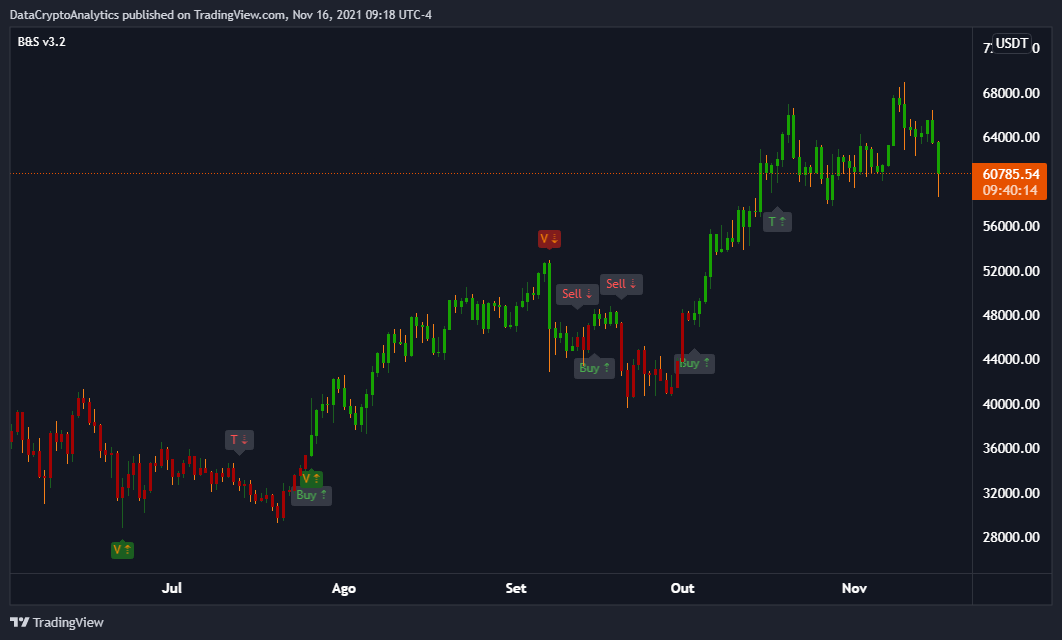 DataCryptoAnalytics published on TradingView.com, Nov 16, 2021 09:18 UTC-4
B&S v3.2
USDT
68000.00
64000.00
60785.54
09:40:14
56000.00
52000.00
48000.00
44000.00
40000.00
36000.00
32000.00
28000.00
V⇣
Sell ⇣
Sell ⇣
T⇡
Buy ⇡
Buy ⇡
T⇣
V⇡
Buy ⇡
V⇡
Jul Ago Set Out Nov
TradingView